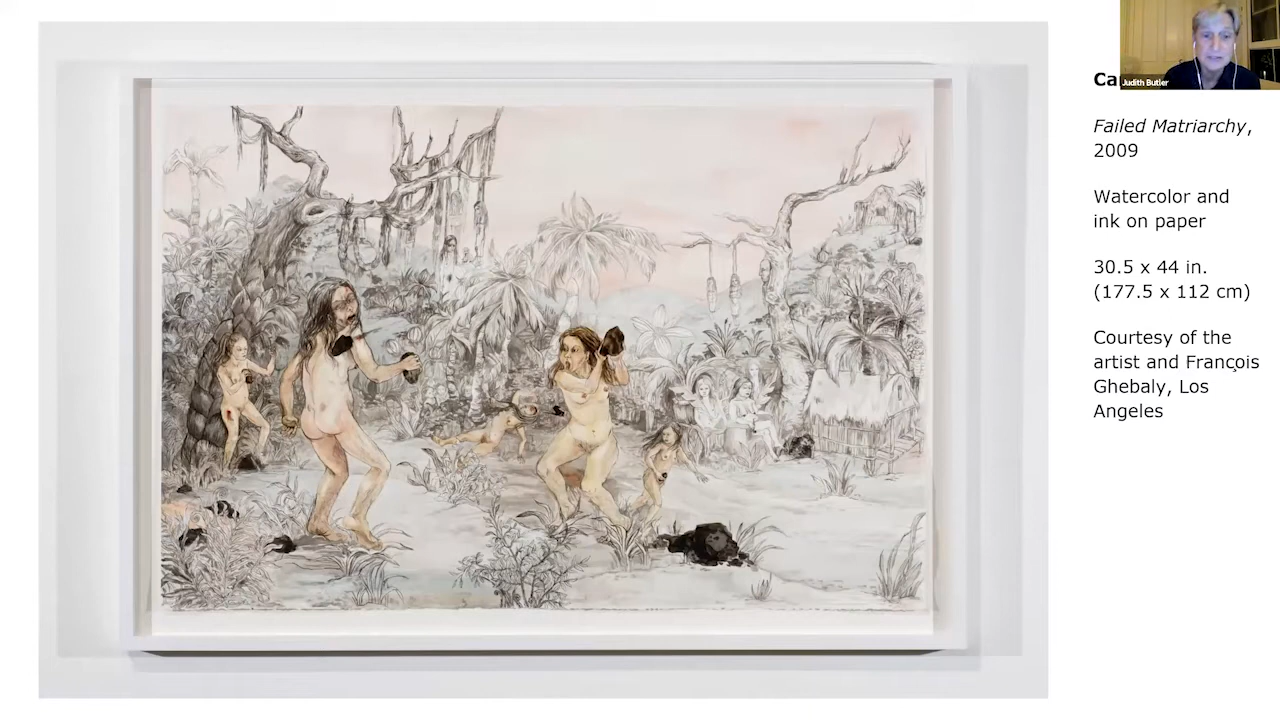 Judith Butler
Ca
Failed Matriarchy,
2009
Watercolor and
ink on paper
30.5 x 44 in.
(177.5 x 112 cm)
Courtesy of the
artist and François
Ghebaly, Los
Angeles